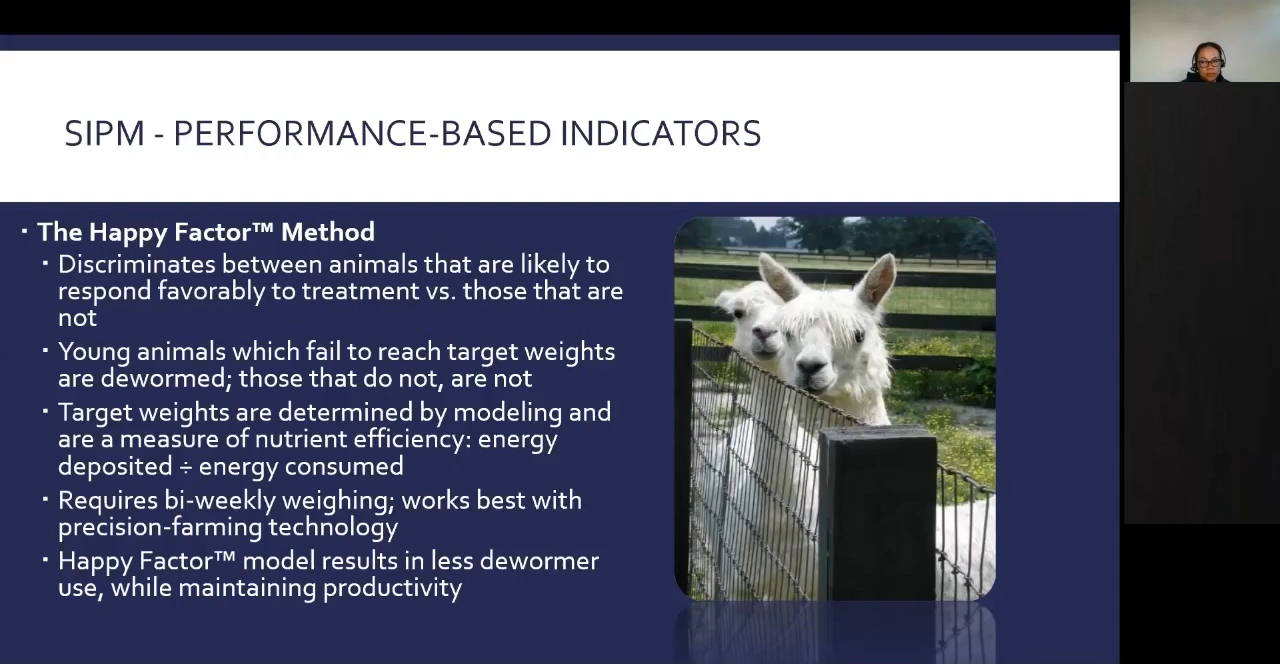 SIPM - PERFORMANCE-BASED INDICATORS
▪ The Happy Factor™ Method
▪ Discriminates between animals that are likely to
respond favorably to treatment vs. those that are
not
▪ Young animals which fail to reach target weights
are dewormed; those that do not, are not
▪ Target weights are determined by modeling and
are a measure of nutrient efficiency: energy
deposited ÷ energy consumed
▪ Requires bi-weekly weighing; works best with
precision-farming technology
▪ Happy Factor™ model results in less dewormer
use, while maintaining productivity